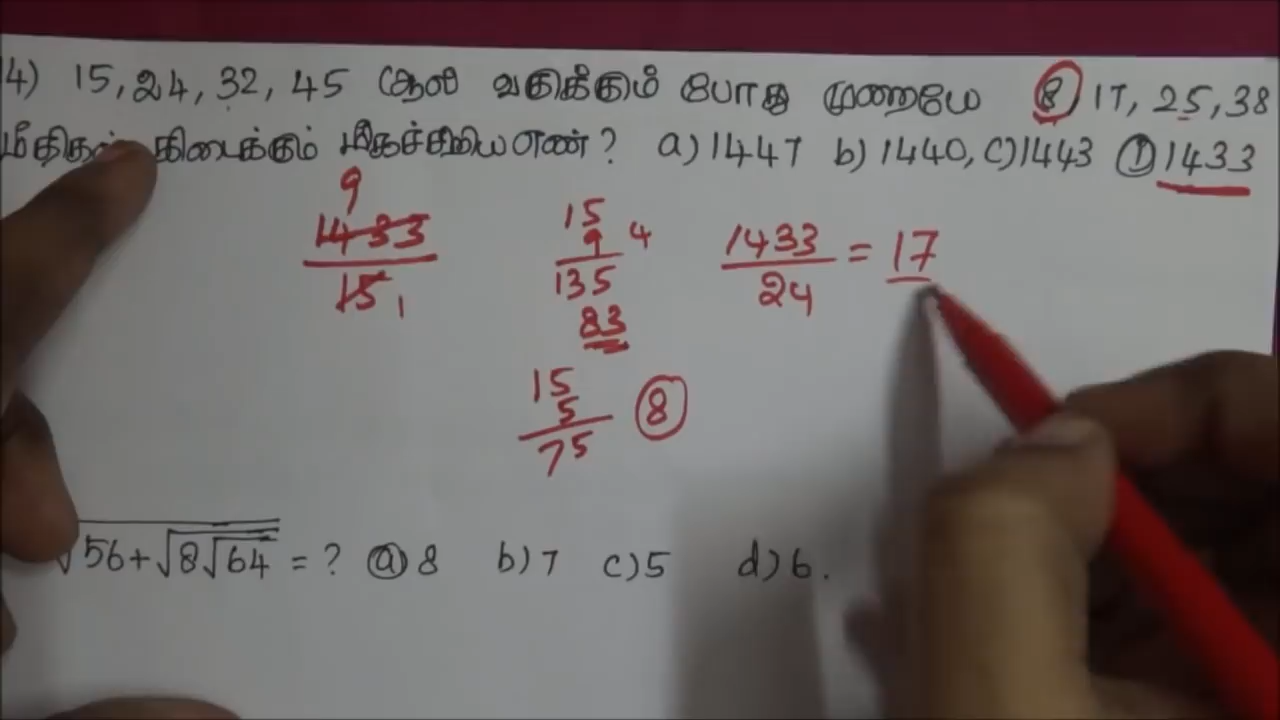 4) 15, 24, 32, 45 ஆல் வகுக்கும் போது முறையே 8, 17, 25, 38
மீதிகள் கிடைக்கும் மீச்சிறிய எண்? a) 1447 b) 1440, c) 1443 D 1433
9
1433
15 1
15
9 4
135
83
15
5 8
75
1433 = 17
24
√56+√8√64 = ? a) 8 b) 7 c) 5 d) 6.